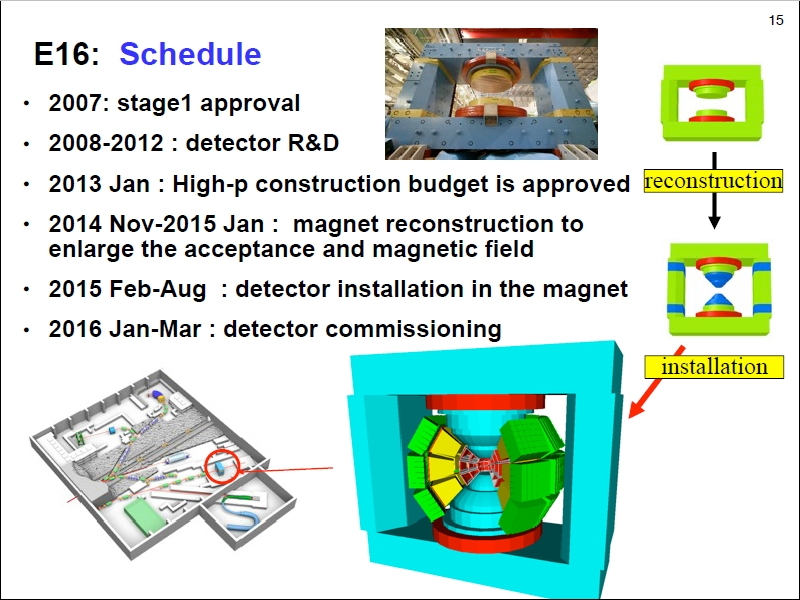 15
E16: Schedule
• 2007: stage1 approval
• 2008-2012 : detector R&D
• 2013 Jan : High-p construction budget is approved
• 2014 Nov-2015 Jan : magnet reconstruction to
enlarge the acceptance and magnetic field
• 2015 Feb-Aug : detector installation in the magnet
• 2016 Jan-Mar : detector commissioning
reconstruction
installation